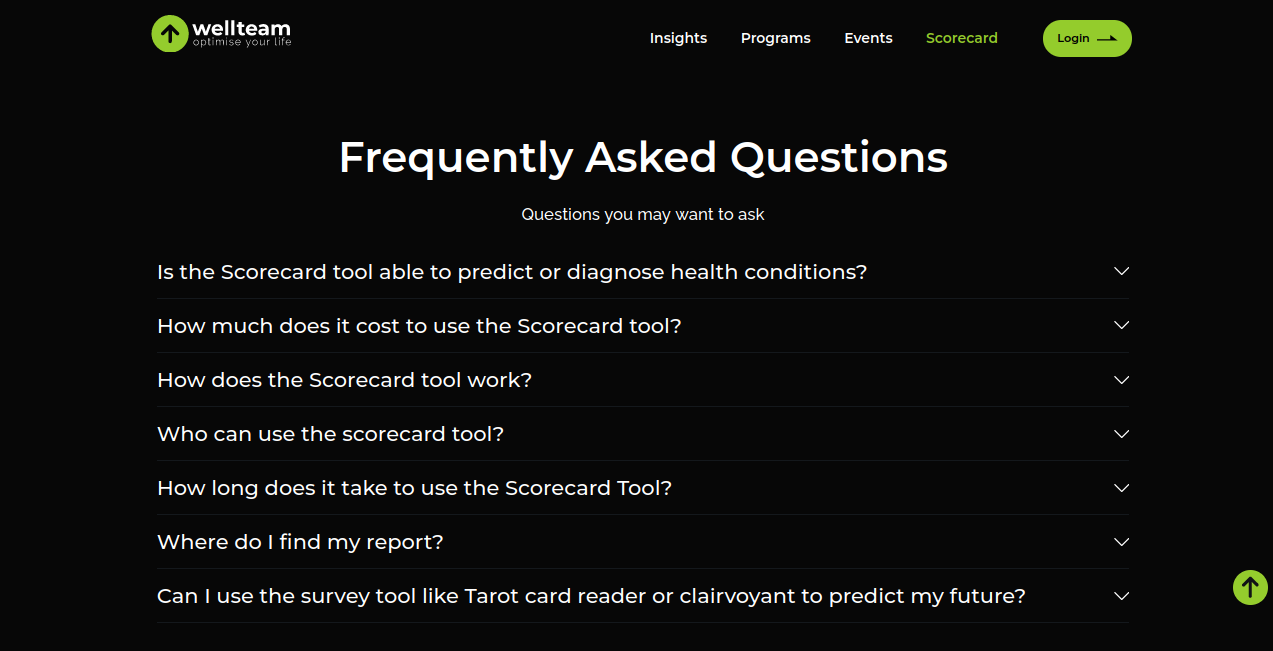 wellteam
optimise your life
Insights Programs Events Scorecard Login
Frequently Asked Questions
Questions you may want to ask
Is the Scorecard tool able to predict or diagnose health conditions?
How much does it cost to use the Scorecard tool?
How does the Scorecard tool work?
Who can use the scorecard tool?
How long does it take to use the Scorecard Tool?
Where do I find my report?
Can I use the survey tool like Tarot card reader or clairvoyant to predict my future?